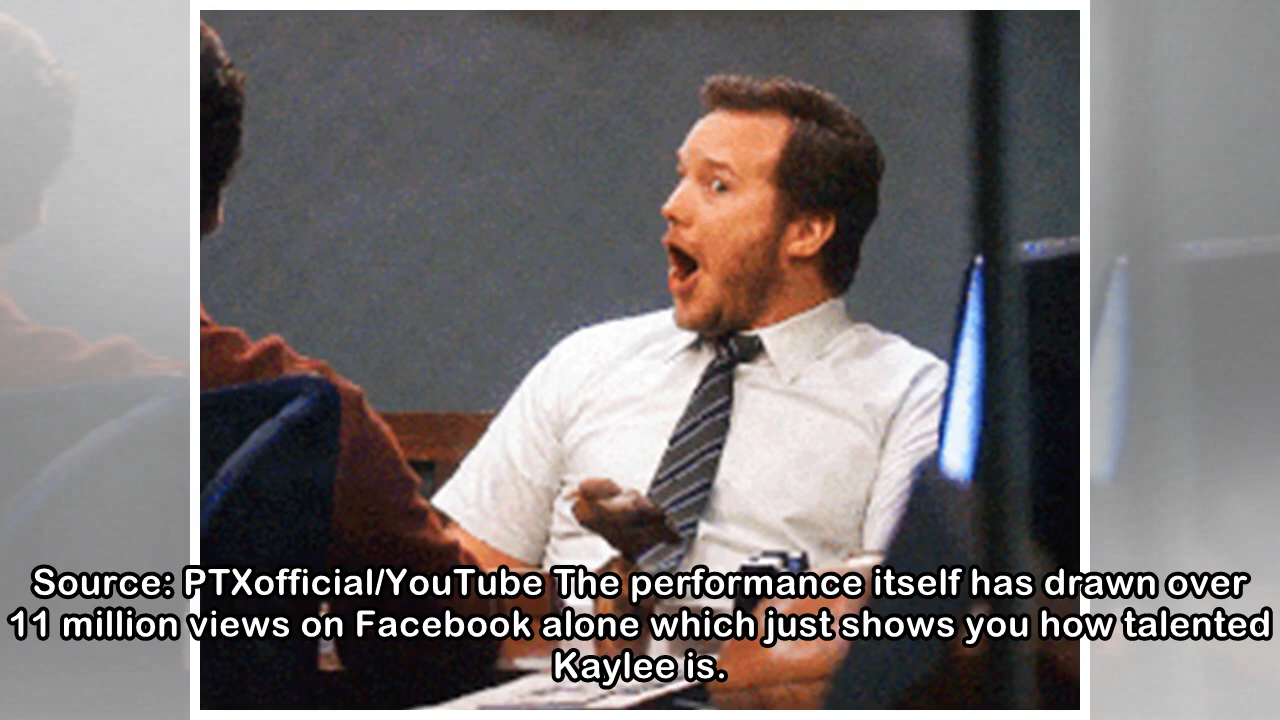 Source: PTXofficial/YouTube The performance itself has drawn over
11 million views on Facebook alone which just shows you how talented
Kaylee is.